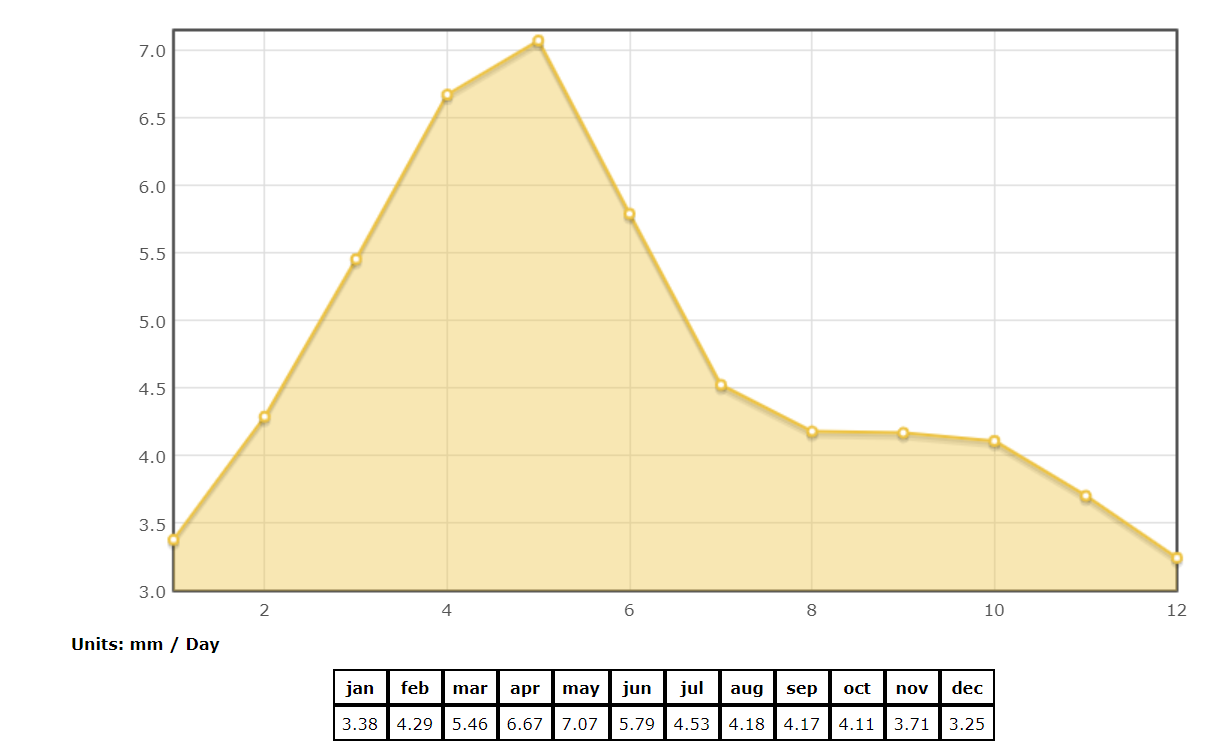 7.0
6.5
6.0
5.5
5.0
4.5
4.0
3.5
3.0
2 4 6 8 10 12
Units: mm / Day
jan feb mar apr may jun jul aug sep oct nov dec
3.38 4.29 5.46 6.67 7.07 5.79 4.53 4.18 4.17 4.11 3.71 3.25